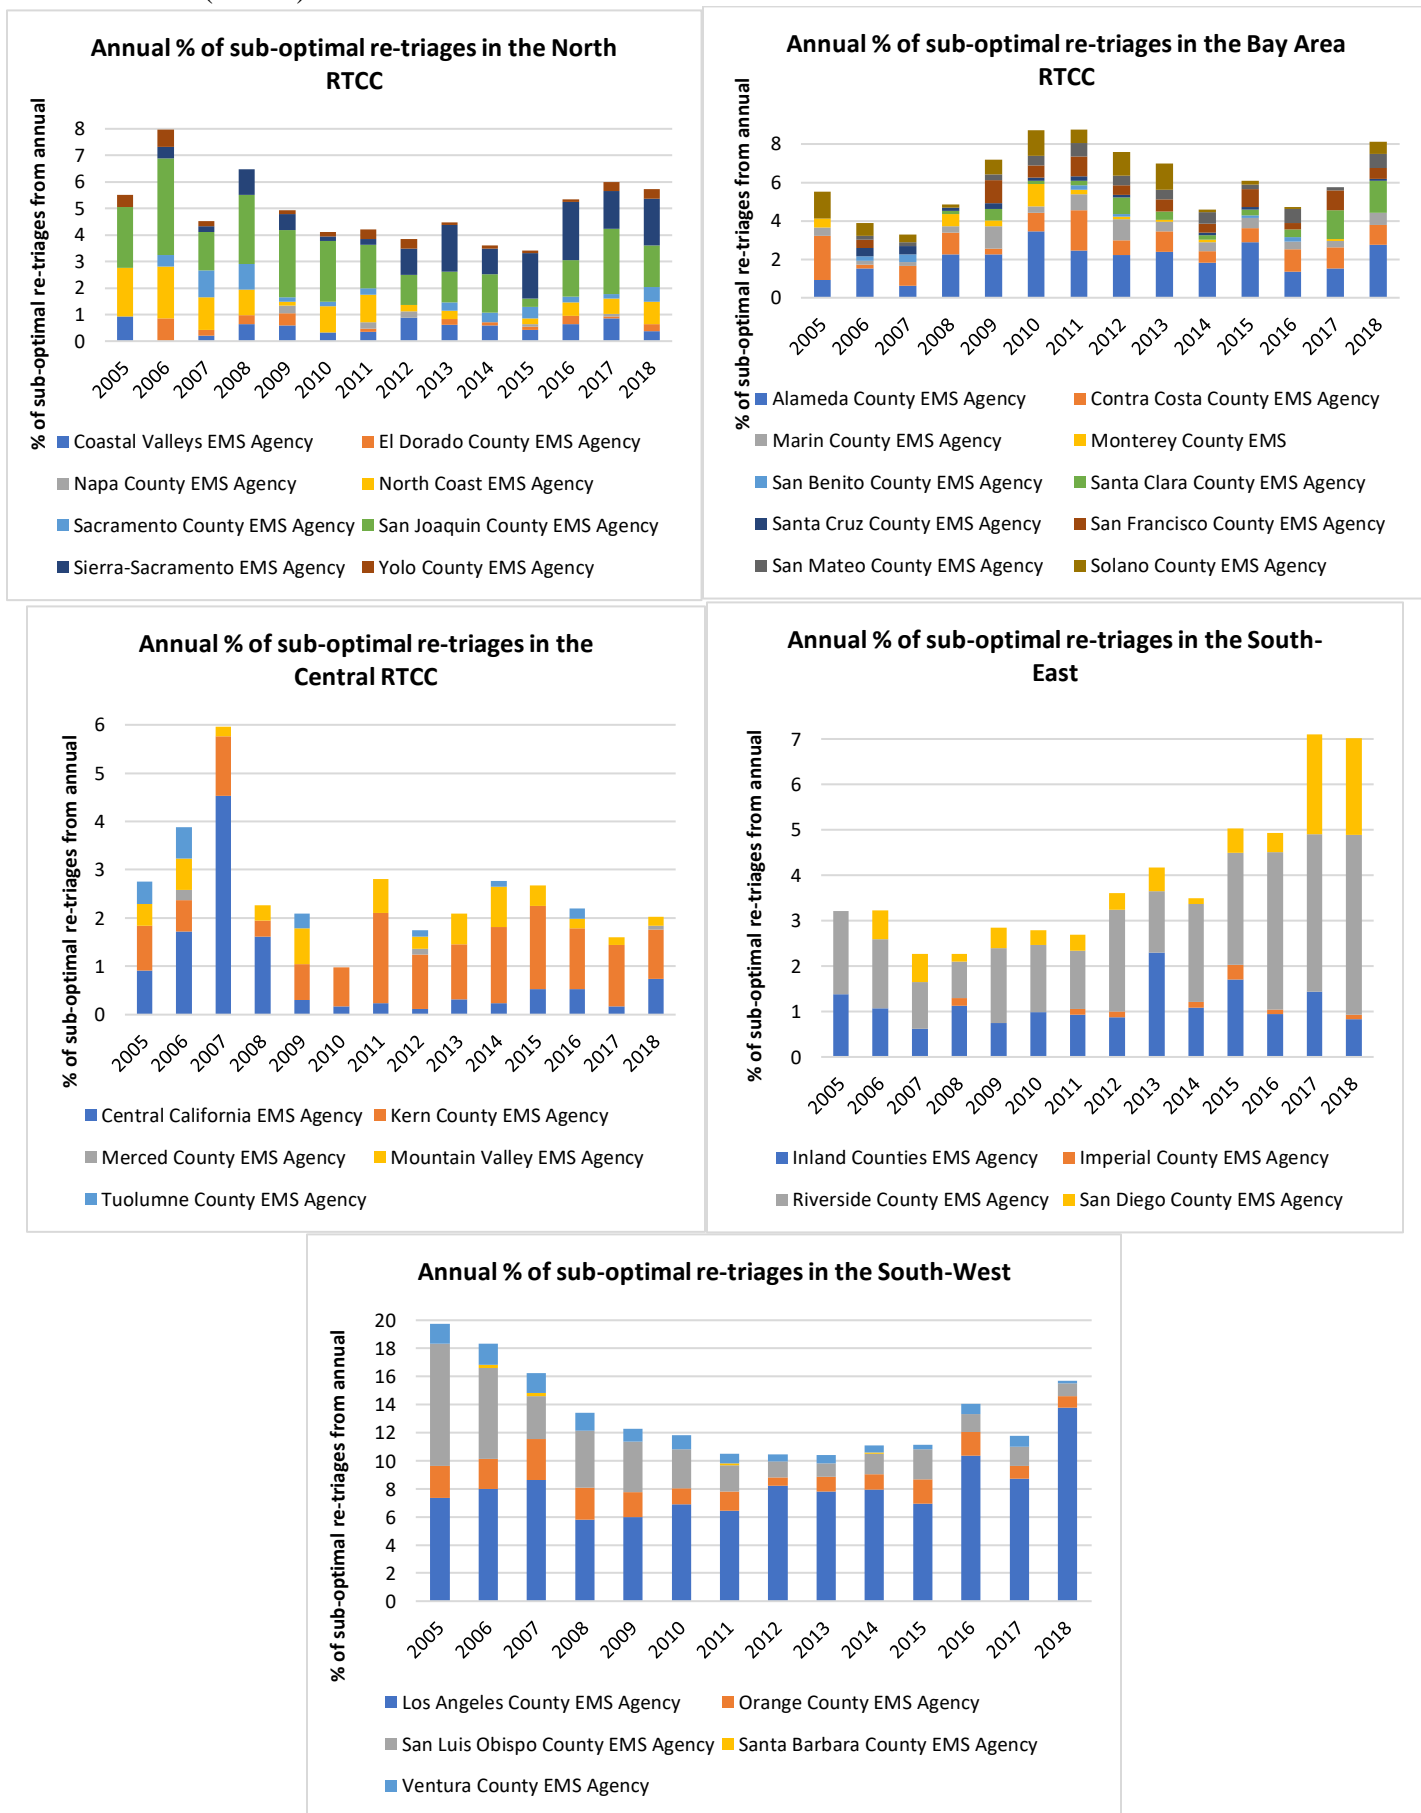 Annual % of sub-optimal re-triages in the North
RTCC
% of sub-optimal re-triages from annual
8
7
6
5
4
3
2
1
0
2005 2006 2007 2008 2009 2010 2011 2012 2013 2014 2015 2016 2017 2018
Coastal Valleys EMS Agency El Dorado County EMS Agency
Napa County EMS Agency North Coast EMS Agency
Sacramento County EMS Agency San Joaquin County EMS Agency
Sierra-Sacramento EMS Agency Yolo County EMS Agency
Annual % of sub-optimal re-triages in the Bay Area
RTCC
% of sub-optimal re-triages from annual
8
6
4
2
0
2005 2006 2007 2008 2009 2010 2011 2012 2013 2014 2015 2016 2017 2018
Alameda County EMS Agency Contra Costa County EMS Agency
Marin County EMS Agency Monterey County EMS
San Benito County EMS Agency Santa Clara County EMS Agency
Santa Cruz County EMS Agency San Francisco County EMS Agency
San Mateo County EMS Agency Solano County EMS Agency
Annual % of sub-optimal re-triages in the
Central RTCC
% of sub-optimal re-triages from annual
6
5
4
3
2
1
0
2005 2006 2007 2008 2009 2010 2011 2012 2013 2014 2015 2016 2017 2018
Central California EMS Agency Kern County EMS Agency
Merced County EMS Agency Mountain Valley EMS Agency
Tuolumne County EMS Agency
Annual % of sub-optimal re-triages in the South-
East
% of sub-optimal re-triages from annual
7
6
5
4
3
2
1
0
2005 2006 2007 2008 2009 2010 2011 2012 2013 2014 2015 2016 2017 2018
Inland Counties EMS Agency Imperial County EMS Agency
Riverside County EMS Agency San Diego County EMS Agency
Annual % of sub-optimal re-triages in the South-West
% of sub-optimal re-triages from annual
20
18
16
14
12
10
8
6
4
2
0
2005 2006 2007 2008 2009 2010 2011 2012 2013 2014 2015 2016 2017 2018
Los Angeles County EMS Agency Orange County EMS Agency
San Luis Obispo County EMS Agency Santa Barbara County EMS Agency
Ventura County EMS Agency